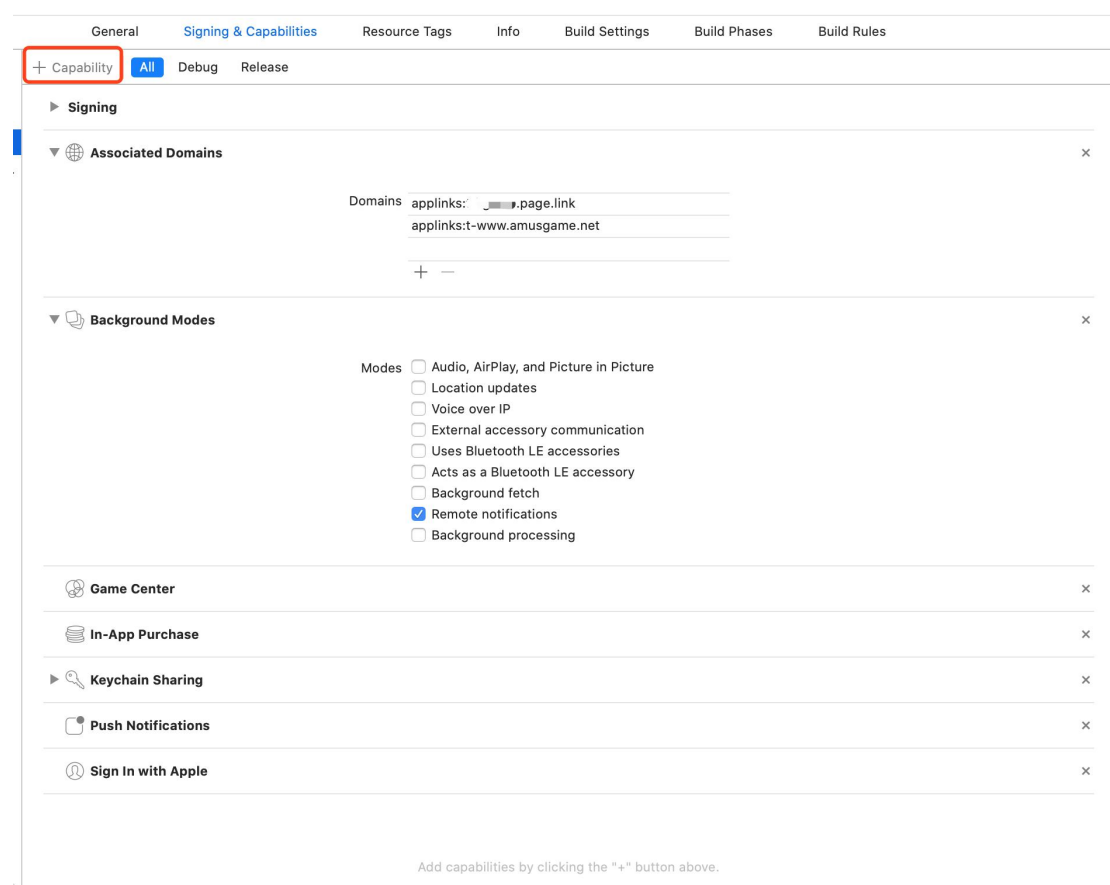 General Signing & Capabilities Resource Tags Info Build Settings Build Phases Build Rules
+ Capability All Debug Release
Signing
Associated Domains ×
Domains applinks: .page.link
applinks:t-www.amusgame.net
+ −
Background Modes ×
Modes Audio, AirPlay, and Picture in Picture
Location updates
Voice over IP
External accessory communication
Uses Bluetooth LE accessories
Acts as a Bluetooth LE accessory
Background fetch
Remote notifications
Background processing
Game Center ×
In-App Purchase ×
Keychain Sharing ×
Push Notifications ×
Sign In with Apple ×
Add capabilities by clicking the "+" button above.